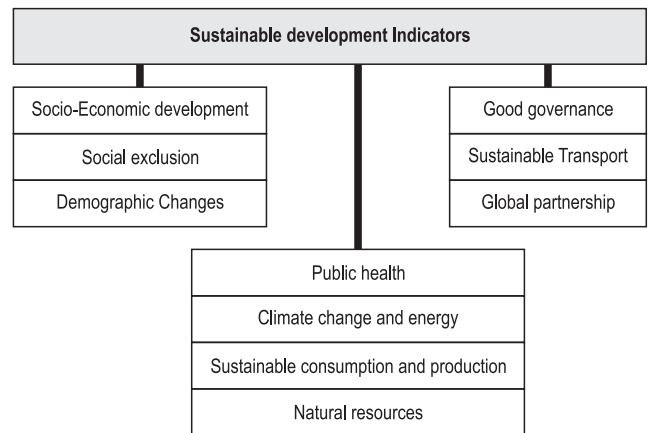 Sustainable development Indicators
Socio-Economic development
Social exclusion
Demographic Changes
Good governance
Sustainable Transport
Global partnership
Public health
Climate change and energy
Sustainable consumption and production
Natural resources